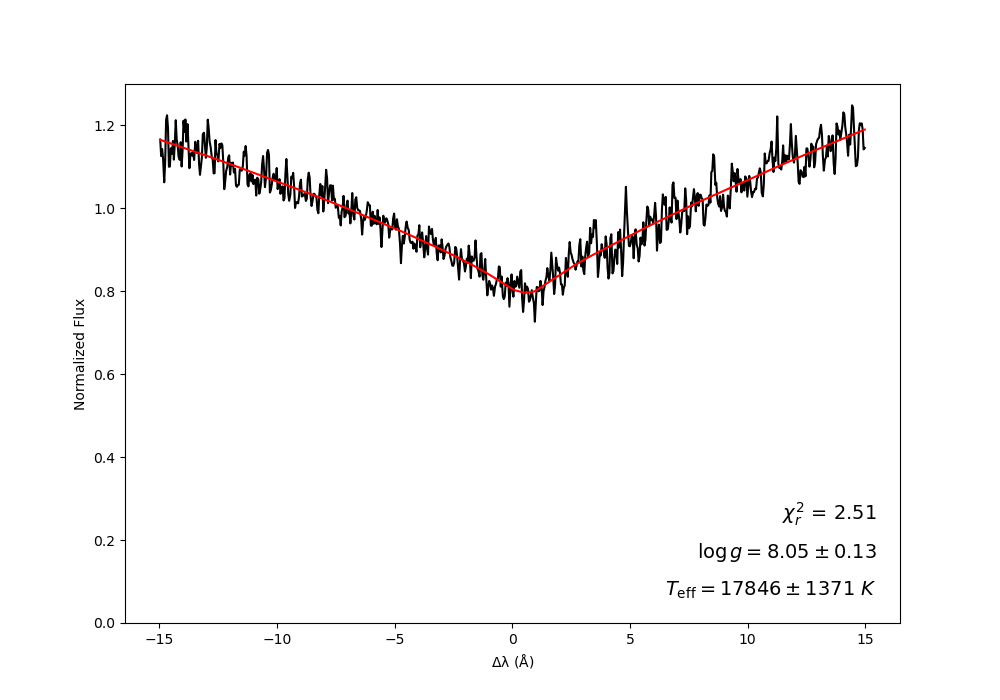 1.2
1.0
0.8
0.6
0.4
0.2
0.0
Normalized Flux
χ²ᵣ = 2.51
log g = 8.05 ± 0.13
T_eff = 17846 ± 1371 K
−15 −10 −5 0 5 10 15
Δλ (Å)